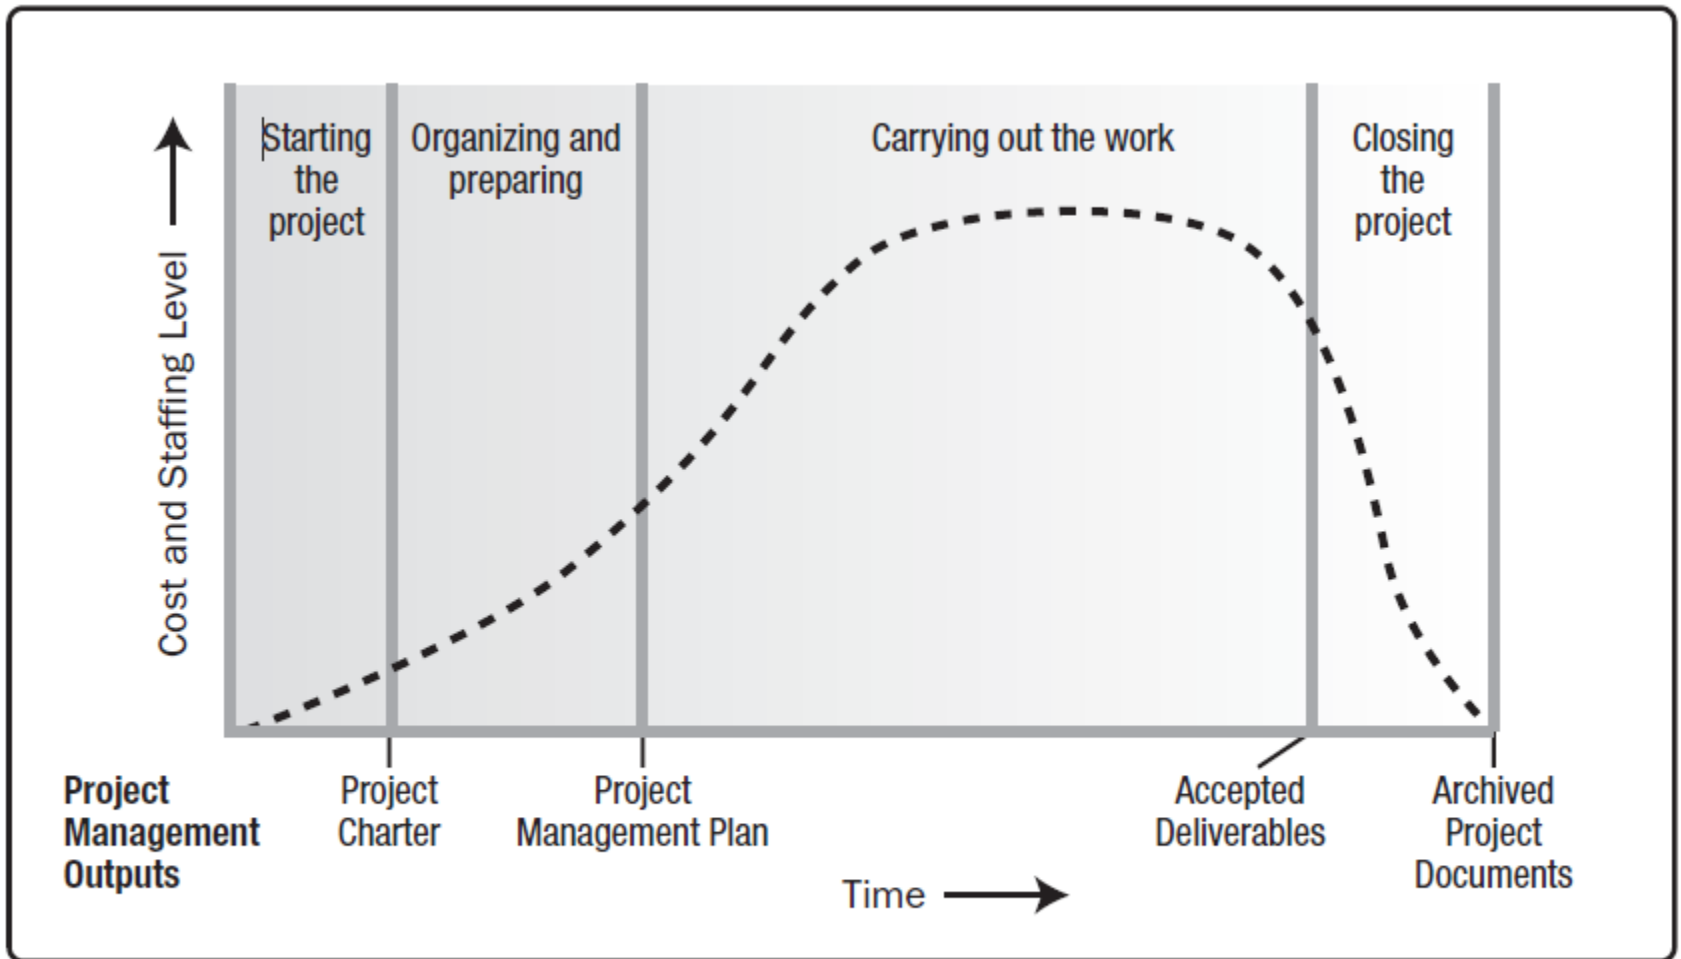 Starting
the
project
Organizing and
preparing
Carrying out the work
Closing
the
project
Cost and Staffing Level
Project
Management
Outputs
Project
Charter
Project
Management Plan
Accepted
Deliverables
Archived
Project
Documents
Time